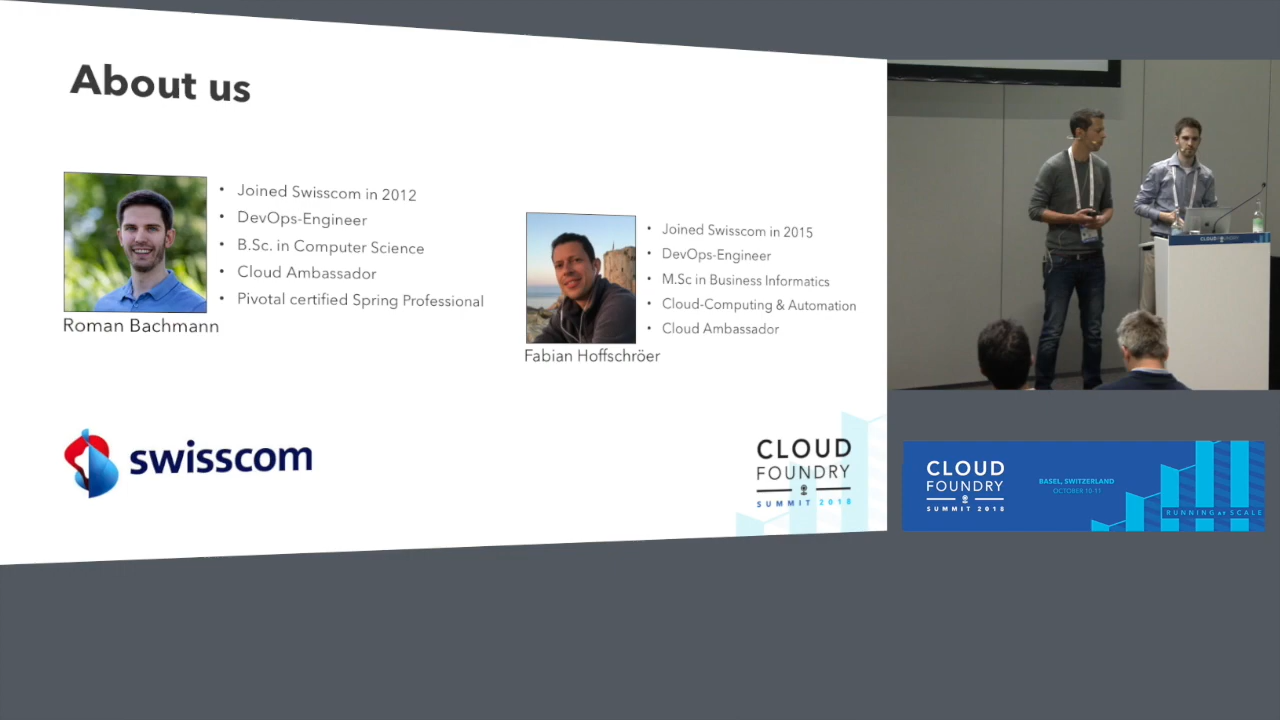 About us
• Joined Swisscom in 2012
• DevOps-Engineer
• B.Sc. in Computer Science
• Cloud Ambassador
• Pivotal certified Spring Professional
Roman Bachmann
• Joined Swisscom in 2015
• DevOps-Engineer
• M.Sc in Business Informatics
• Cloud-Computing & Automation
• Cloud Ambassador
Fabian Hoffschröer
swisscom
CLOUD
FOUNDRY
SUMMIT 2018
CLOUD FOUNDRY
CLOUD
FOUNDRY
SUMMIT 2018
BASEL, SWITZERLAND
OCTOBER 10-11
RUNNING AT SCALE